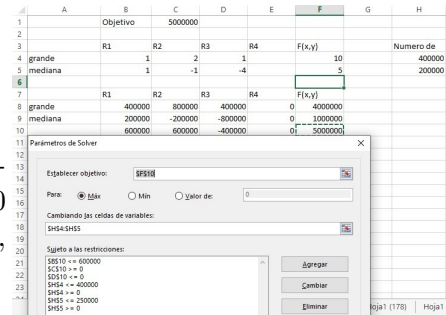 A B C D E F G H
1 Objetivo 5000000
2
3 R1 R2 R3 R4 F(x,y) Numero de
4 grande 1 2 1 10 400000
5 mediana 1 -1 -4 5 200000
6
7 R1 R2 R3 R4 F(x,y)
8 grande 400000 800000 400000 0 4000000
9 mediana 200000 -200000 -800000 0 1000000
10 600000 600000 -400000 0 5000000
11 Parámetros de Solver
12
13 Establecer objetivo: $F$10
14
15 Para: Máx Mín Valor de: 0
16
17 Cambiando las celdas de variables:
18 $H$4:$H$5
19
20 Sujeto a las restricciones:
21 $B$10 <= 600000
$C$10 >= 0 Agregar
22 $D$10 <= 0
$H$4 <= 400000 Cambiar
23 $H$4 >= 0
$H$5 <= 250000
$H$5 >= 0 Eliminar
Hoja1 (178) Hoja1